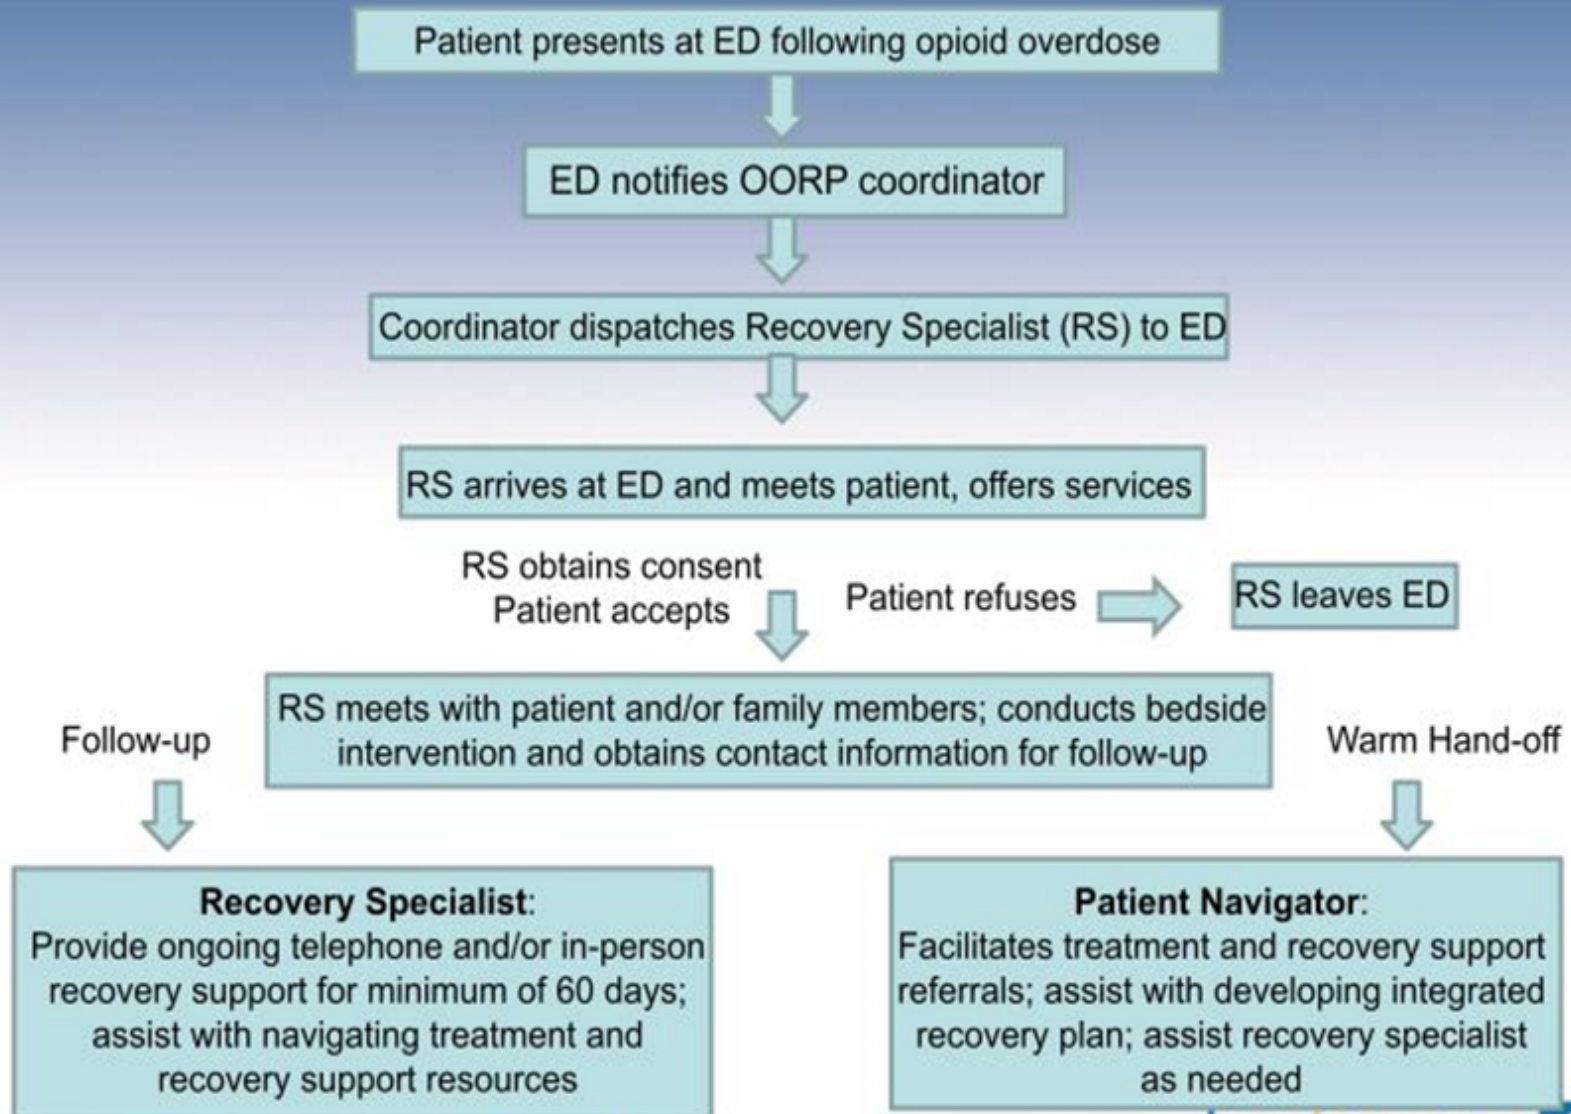 Patient presents at ED following opioid overdose
ED notifies OORP coordinator
Coordinator dispatches Recovery Specialist (RS) to ED
RS arrives at ED and meets patient, offers services
RS obtains consent
Patient accepts
Patient refuses
RS leaves ED
RS meets with patient and/or family members; conducts bedside
intervention and obtains contact information for follow-up
Follow-up
Warm Hand-off
Recovery Specialist:
Provide ongoing telephone and/or in-person
recovery support for minimum of 60 days;
assist with navigating treatment and
recovery support resources
Patient Navigator:
Facilitates treatment and recovery support
referrals; assist with developing integrated
recovery plan; assist recovery specialist
as needed